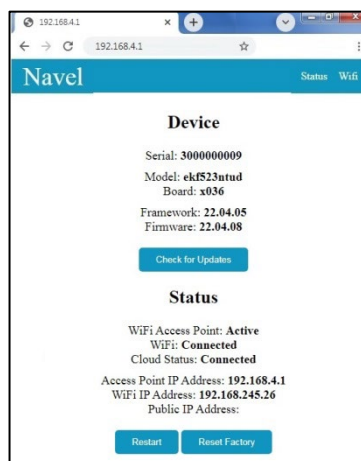 192.168.4.1
192.168.4.1
Navel Status Wifi
Device
Serial: 3000000009
Model: ekf523ntud
Board: x036
Framework: 22.04.05
Firmware: 22.04.08
Check for Updates
Status
WiFi Access Point: Active
WiFi: Connected
Cloud Status: Connected
Access Point IP Address: 192.168.4.1
WiFi IP Address: 192.168.245.26
Public IP Address:
Restart Reset Factory